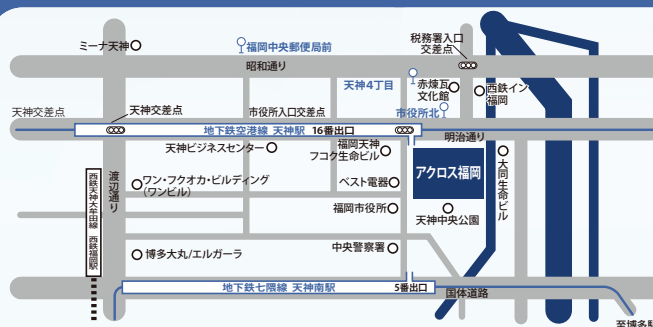 ミーナ天神
福岡中央郵便局前
税務署入口
交差点
昭和通り
天神4丁目
赤煉瓦
文化館
西鉄イン
福岡
天神交差点
天神交差点
市役所入口交差点
市役所北
地下鉄空港線 天神駅 16番出口
明治通り
天神ビジネスセンター
福岡天神
フコク生命ビル
アクロス福岡
大同生命ビル
西鉄天神大牟田線 西鉄福岡駅
渡辺通り
ワン・フクオカ・ビルディング
(ワンビル)
ベスト電器
福岡市役所
天神中央公園
博多大丸/エルガーラ
中央警察署
地下鉄七隈線 天神南駅 5番出口
国体道路
至博多駅